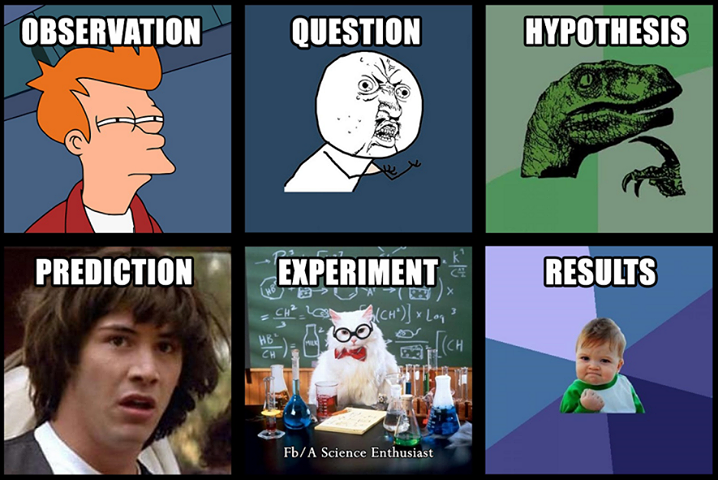 OBSERVATION
QUESTION
HYPOTHESIS
PREDICTION
EXPERIMENT
RESULTS
Fb/A Science Enthusiast